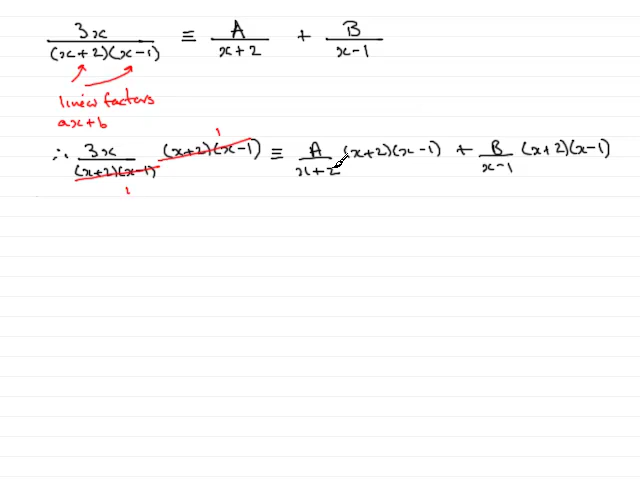 3x/((x+2)(x-1)) ≡ A/(x+2) + B/(x-1)
linear factors
ax+b
∴ 3x/((x+2)(x-1)) (x+2)(x-1) ≡ A/(x+2) (x+2)(x-1) + B/(x-1) (x+2)(x-1)
1
1